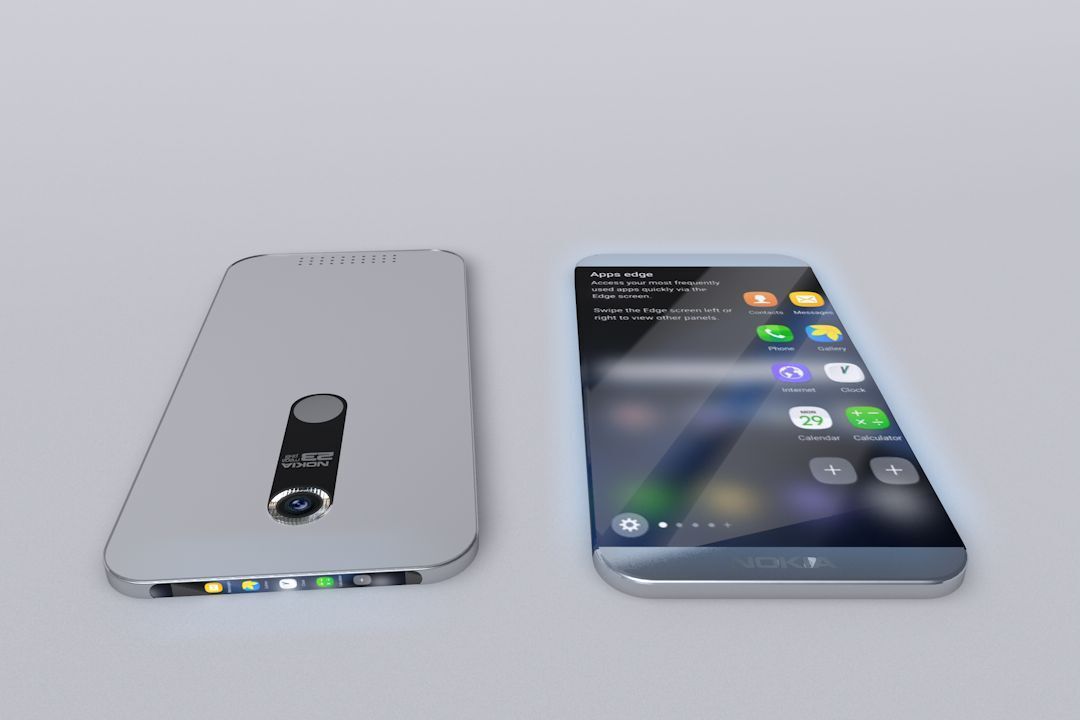 Apps edge
Access your most frequently
used apps quickly via the
Edge screen.
Swipe the Edge screen left or
right to view other panels.
Contacts
Messages
Phone
Gallery
Internet
Clock
MON
29
Calendar
Calculator
NOKIA
NOKIA
23